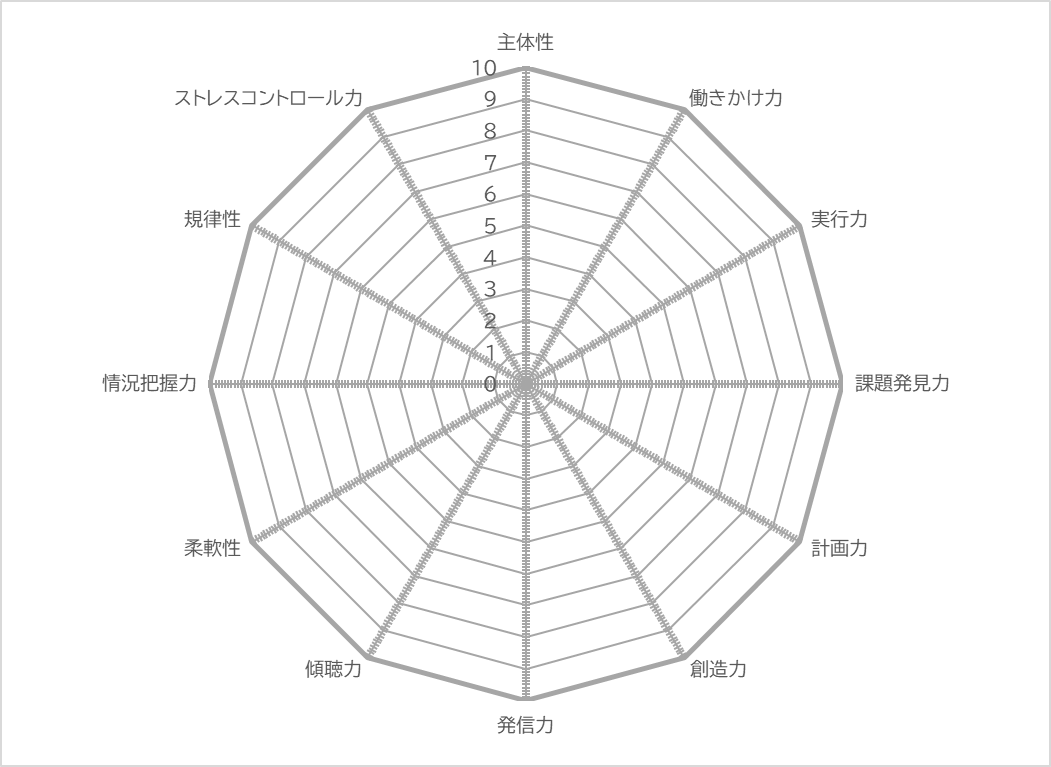 主体性
働きかけ力
実行力
課題発見力
計画力
創造力
発信力
傾聴力
柔軟性
情況把握力
規律性
ストレスコントロール力
10
9
8
7
6
5
4
3
2
1
0